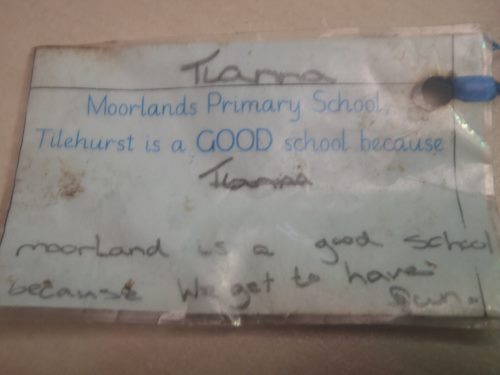 Tianna
Moorlands Primary School,
Tilehurst is a GOOD school because
Tianna
moorland is a good school
because we get to have
fun.